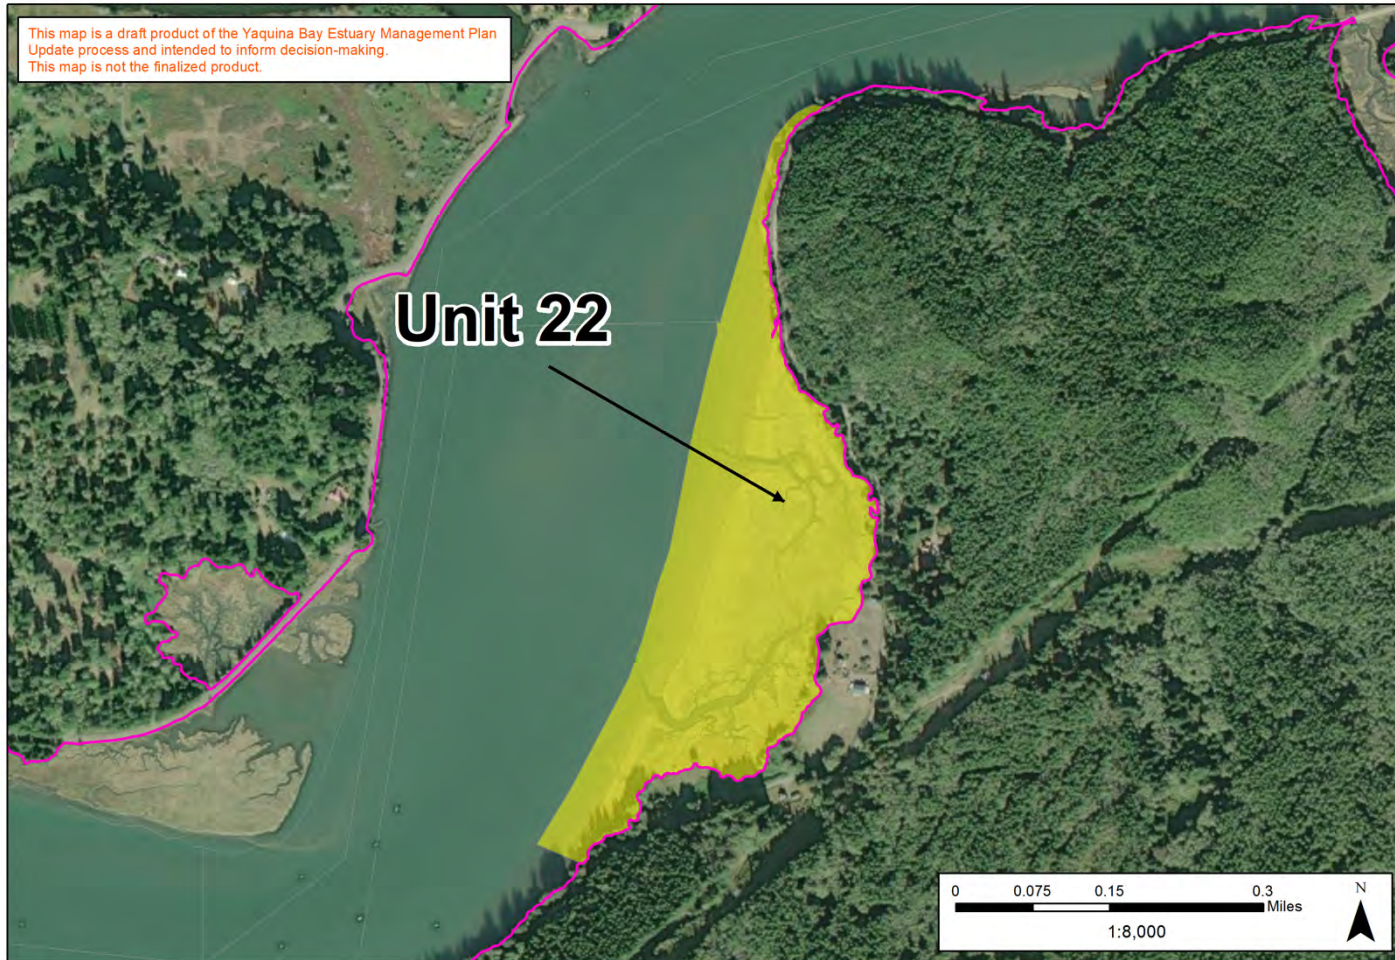 This map is a draft product of the Yaquina Bay Estuary Management Plan
Update process and intended to inform decision-making.
This map is not the finalized product.
Unit 22
0 0.075 0.15 0.3
Miles
1:8,000
N